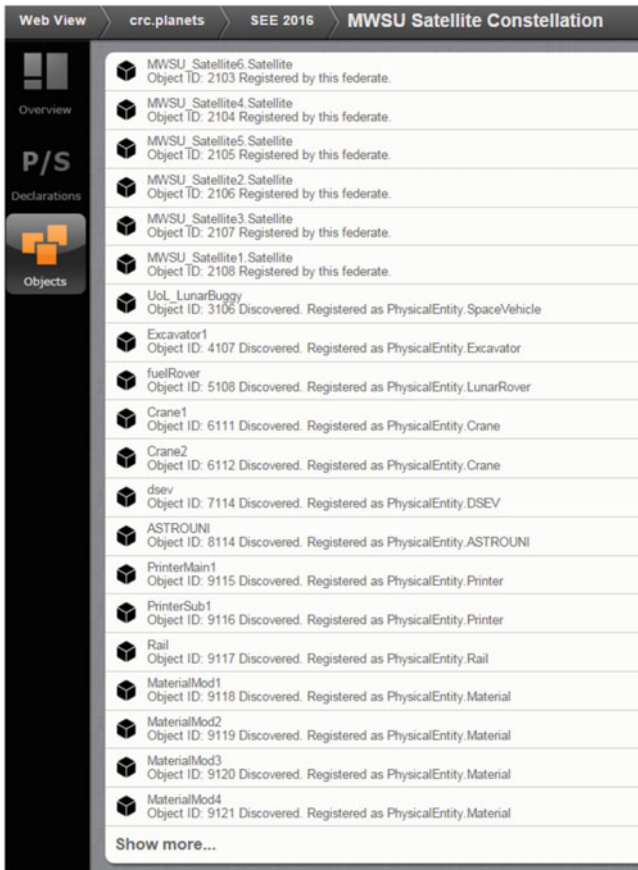 Web View
crc.planets
SEE 2016
MWSU Satellite Constellation
Overview
P/S
Declarations
Objects
MWSU_Satellite6.Satellite
Object ID: 2103 Registered by this federate.
MWSU_Satellite4.Satellite
Object ID: 2104 Registered by this federate.
MWSU_Satellite5.Satellite
Object ID: 2105 Registered by this federate.
MWSU_Satellite2.Satellite
Object ID: 2106 Registered by this federate.
MWSU_Satellite3.Satellite
Object ID: 2107 Registered by this federate.
MWSU_Satellite1.Satellite
Object ID: 2108 Registered by this federate.
UoL_LunarBuggy
Object ID: 3106 Discovered. Registered as PhysicalEntity.SpaceVehicle
Excavator1
Object ID: 4107 Discovered. Registered as PhysicalEntity.Excavator
fuelRover
Object ID: 5108 Discovered. Registered as PhysicalEntity.LunarRover
Crane1
Object ID: 6111 Discovered. Registered as PhysicalEntity.Crane
Crane2
Object ID: 6112 Discovered. Registered as PhysicalEntity.Crane
dsev
Object ID: 7114 Discovered. Registered as PhysicalEntity.DSEV
ASTROUNI
Object ID: 8114 Discovered. Registered as PhysicalEntity.ASTROUNI
PrinterMain1
Object ID: 9115 Discovered. Registered as PhysicalEntity.Printer
PrinterSub1
Object ID: 9116 Discovered. Registered as PhysicalEntity.Printer
Rail
Object ID: 9117 Discovered. Registered as PhysicalEntity.Rail
MaterialMod1
Object ID: 9118 Discovered. Registered as PhysicalEntity.Material
MaterialMod2
Object ID: 9119 Discovered. Registered as PhysicalEntity.Material
MaterialMod3
Object ID: 9120 Discovered. Registered as PhysicalEntity.Material
MaterialMod4
Object ID: 9121 Discovered. Registered as PhysicalEntity.Material
Show more...